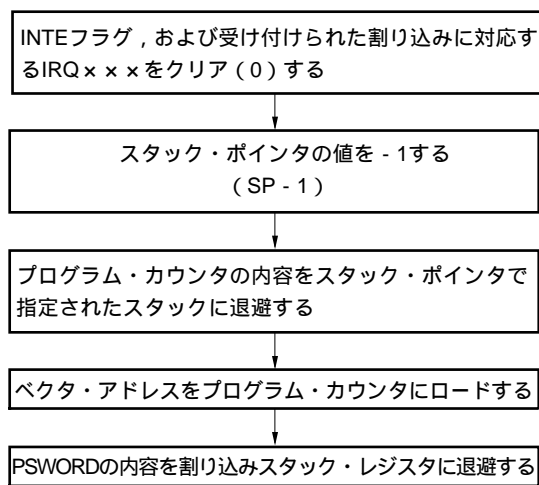 INTEフラグ，および受け付けられた割り込みに対応す
るIRQ×××をクリア（0）する
スタック・ポインタの値を - 1する
（SP - 1）
プログラム・カウンタの内容をスタック・ポインタで
指定されたスタックに退避する
ベクタ・アドレスをプログラム・カウンタにロードする
PSWORDの内容を割り込みスタック・レジスタに退避する